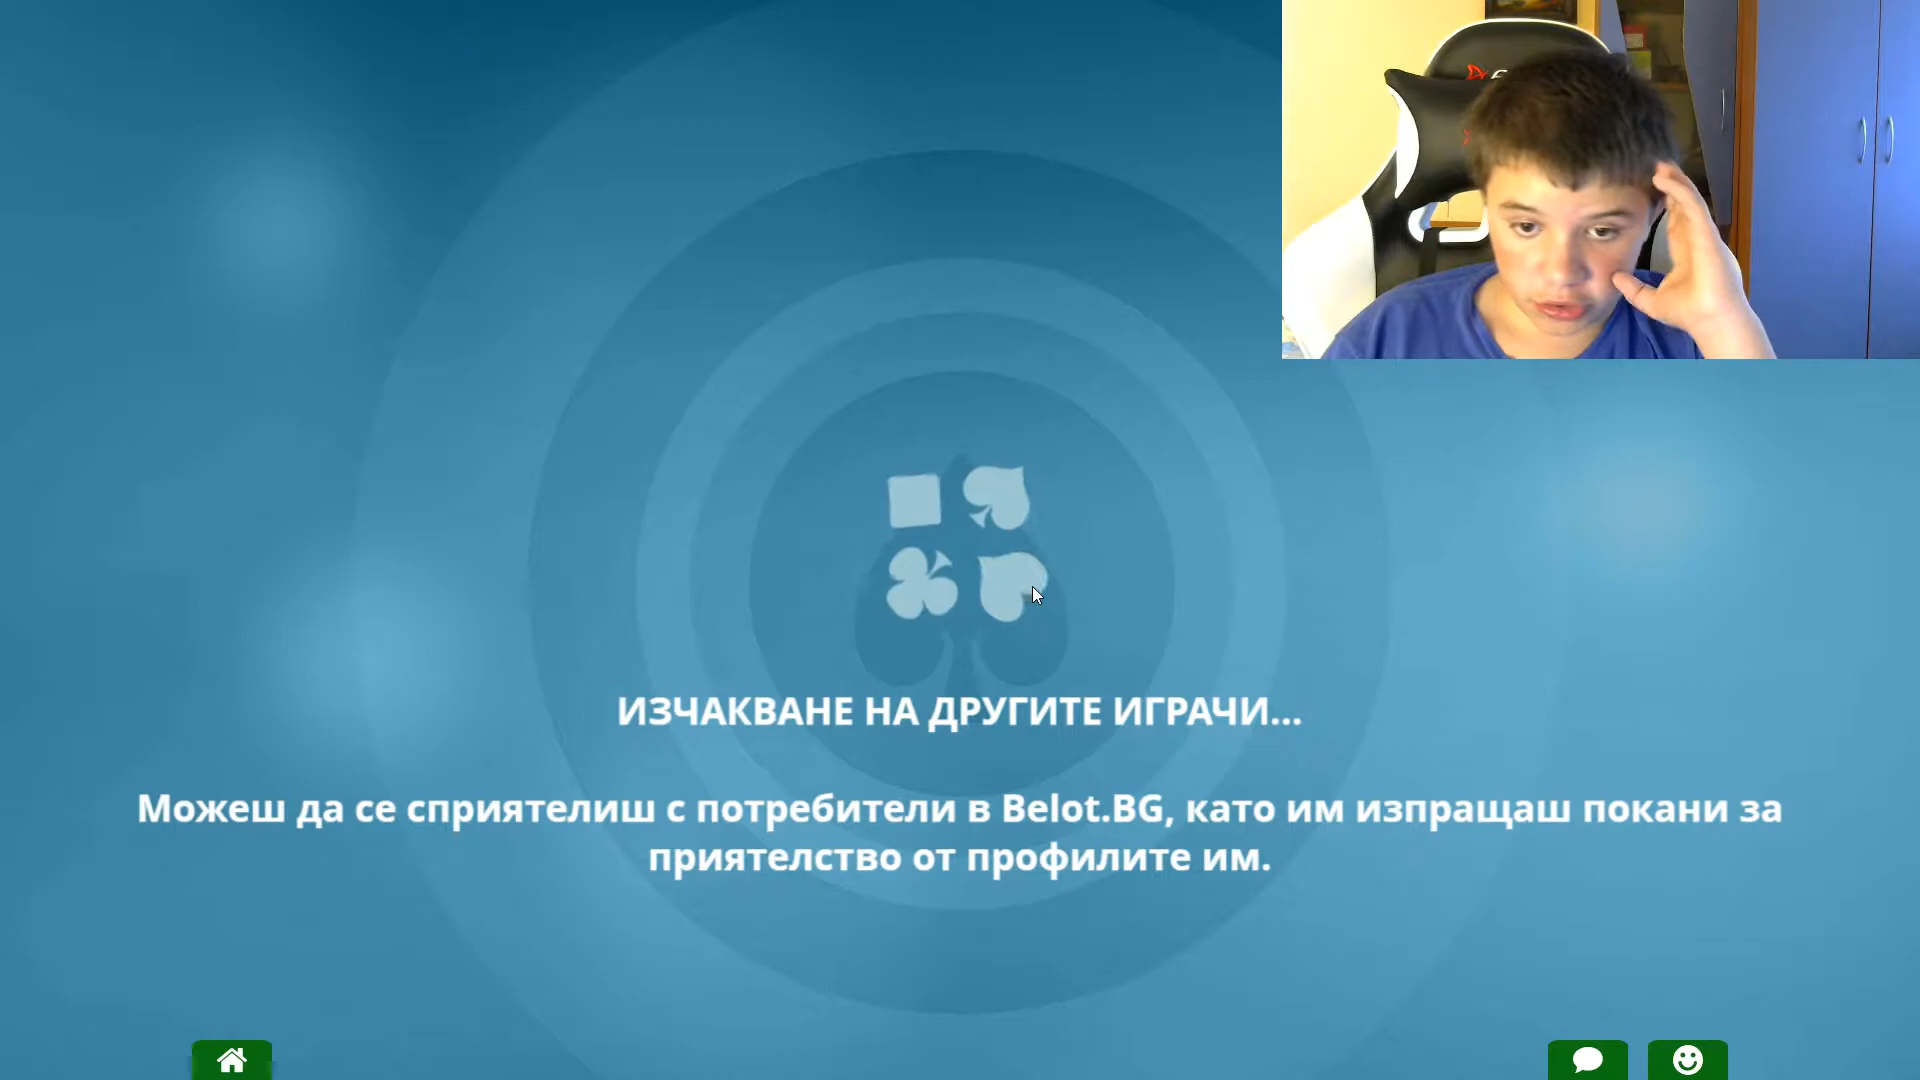 ИЗЧАКВАНЕ НА ДРУГИТЕ ИГРАЧИ...
Можеш да се сприятелиш с потребители в Belot.BG, като им изпращаш покани за
приятелство от профилите им.